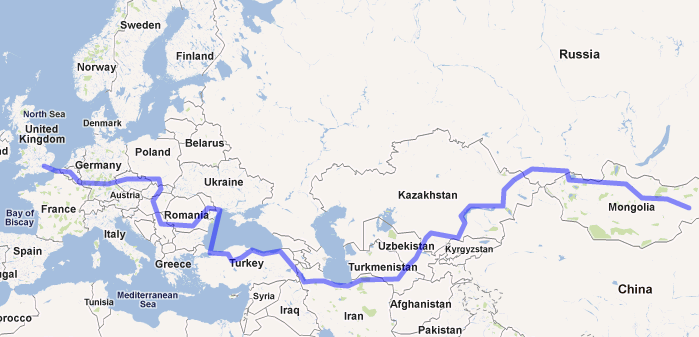 Sweden
Finland
Norway
Russia
North Sea
Denmark
United
Kingdom
Belarus
Poland
Germany
Ukraine
Kazakhstan
Austria
France
Mongolia
Bay of
Biscay
Romania
Italy
Uzbekistan
Kyrgyzstan
Spain
Greece
Turkey
Turkmenistan
gal
China
Mediterranean
Sea
Syria
Tunisia
Iraq
Iran
Afghanistan
orocco
Pakistan